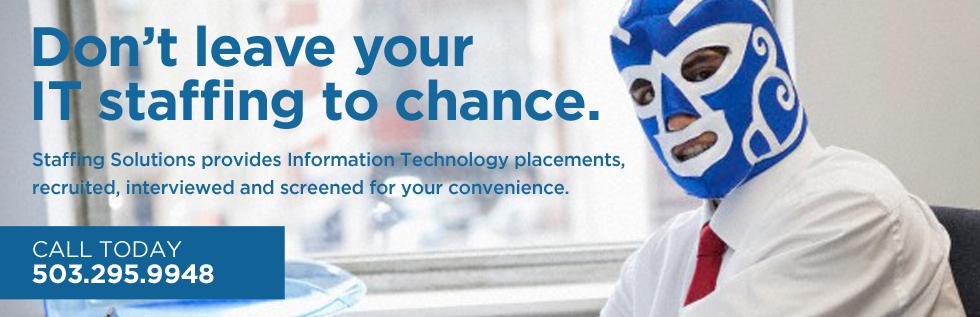 Don’t leave your
IT staffing to chance.
Staffing Solutions provides Information Technology placements,
recruited, interviewed and screened for your convenience.
CALL TODAY
503.295.9948